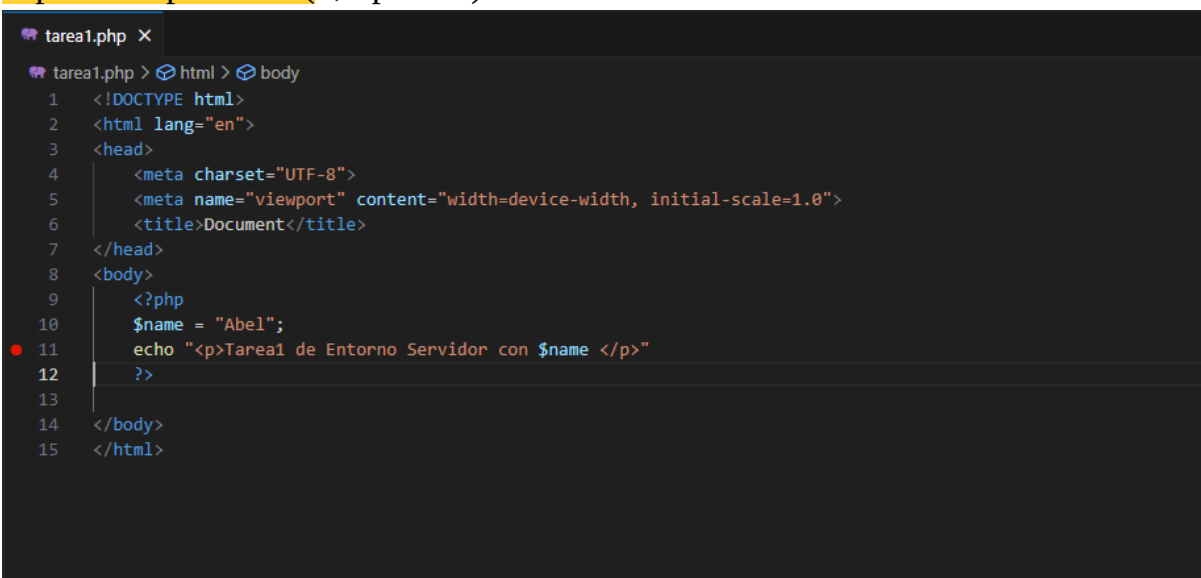 tarea1.php ×
tarea1.php > html > body
1 <!DOCTYPE html>
2 <html lang="en">
3 <head>
4 <meta charset="UTF-8">
5 <meta name="viewport" content="width=device-width, initial-scale=1.0">
6 <title>Document</title>
7 </head>
8 <body>
9 <?php
10 $name = "Abel";
11 echo "<p>Tarea1 de Entorno Servidor con $name </p>"
12 ?>
13
14 </body>
15 </html>